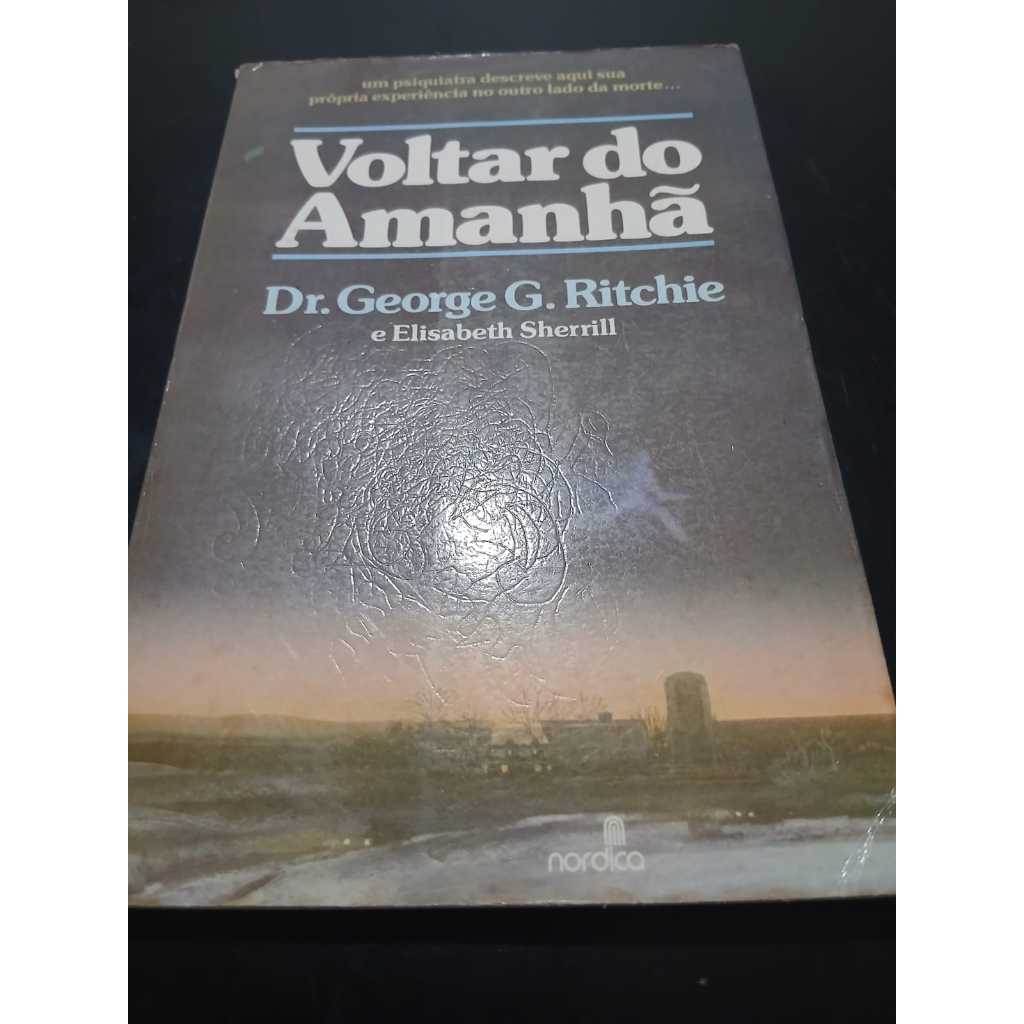 um psiquiatra descreve aqui sua
própria experiência no outro lado da morte...
Voltar do
Amanhã
Dr. George G. Ritchie
e Elisabeth Sherrill
nordica